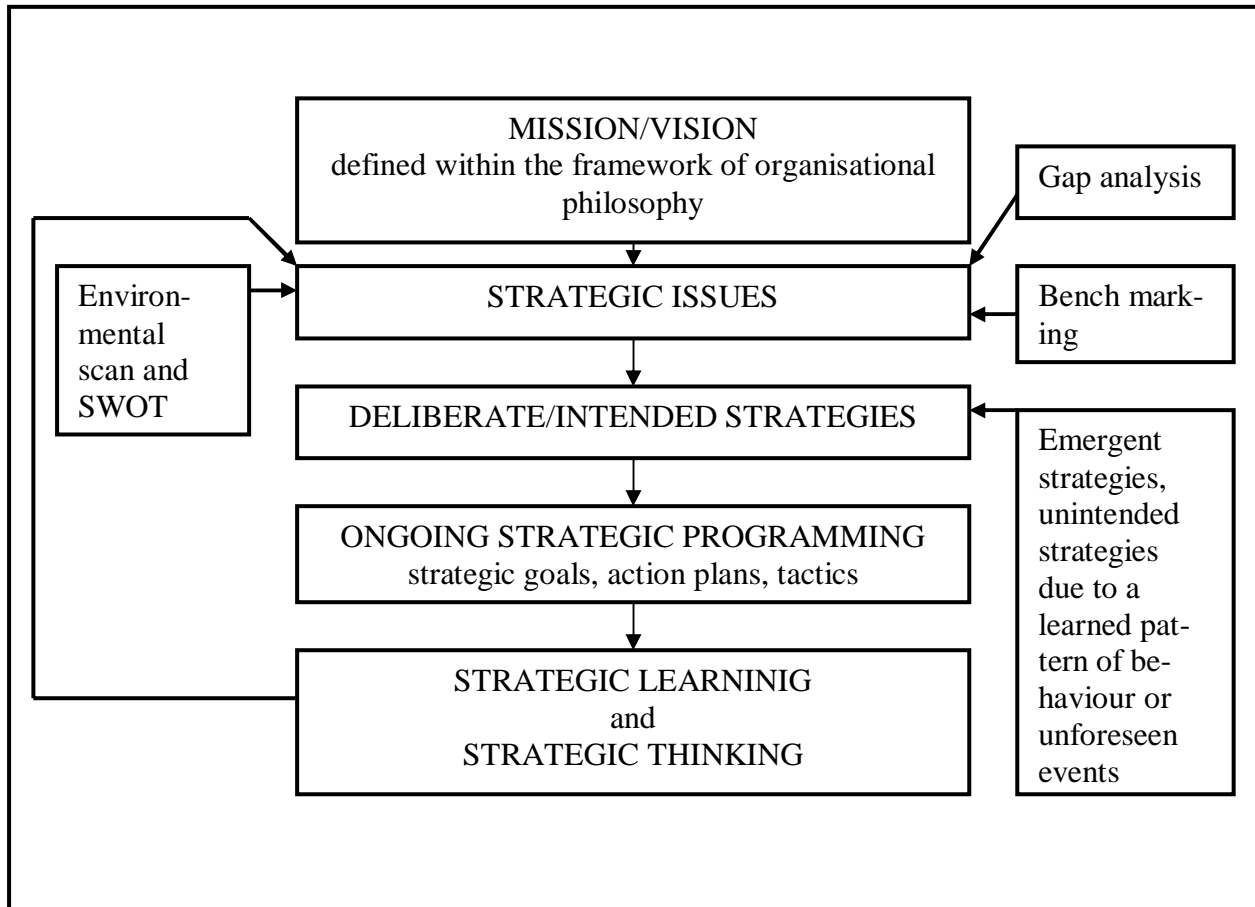 MISSION/VISION
defined within the framework of organisational
philosophy
Gap analysis
Environ-
mental
scan and
SWOT
STRATEGIC ISSUES
Bench mark-
ing
DELIBERATE/INTENDED STRATEGIES
Emergent
strategies,
unintended
strategies
due to a
learned pat-
tern of be-
haviour or
unforeseen
events
ONGOING STRATEGIC PROGRAMMING
strategic goals, action plans, tactics
STRATEGIC LEARNINIG
and
STRATEGIC THINKING